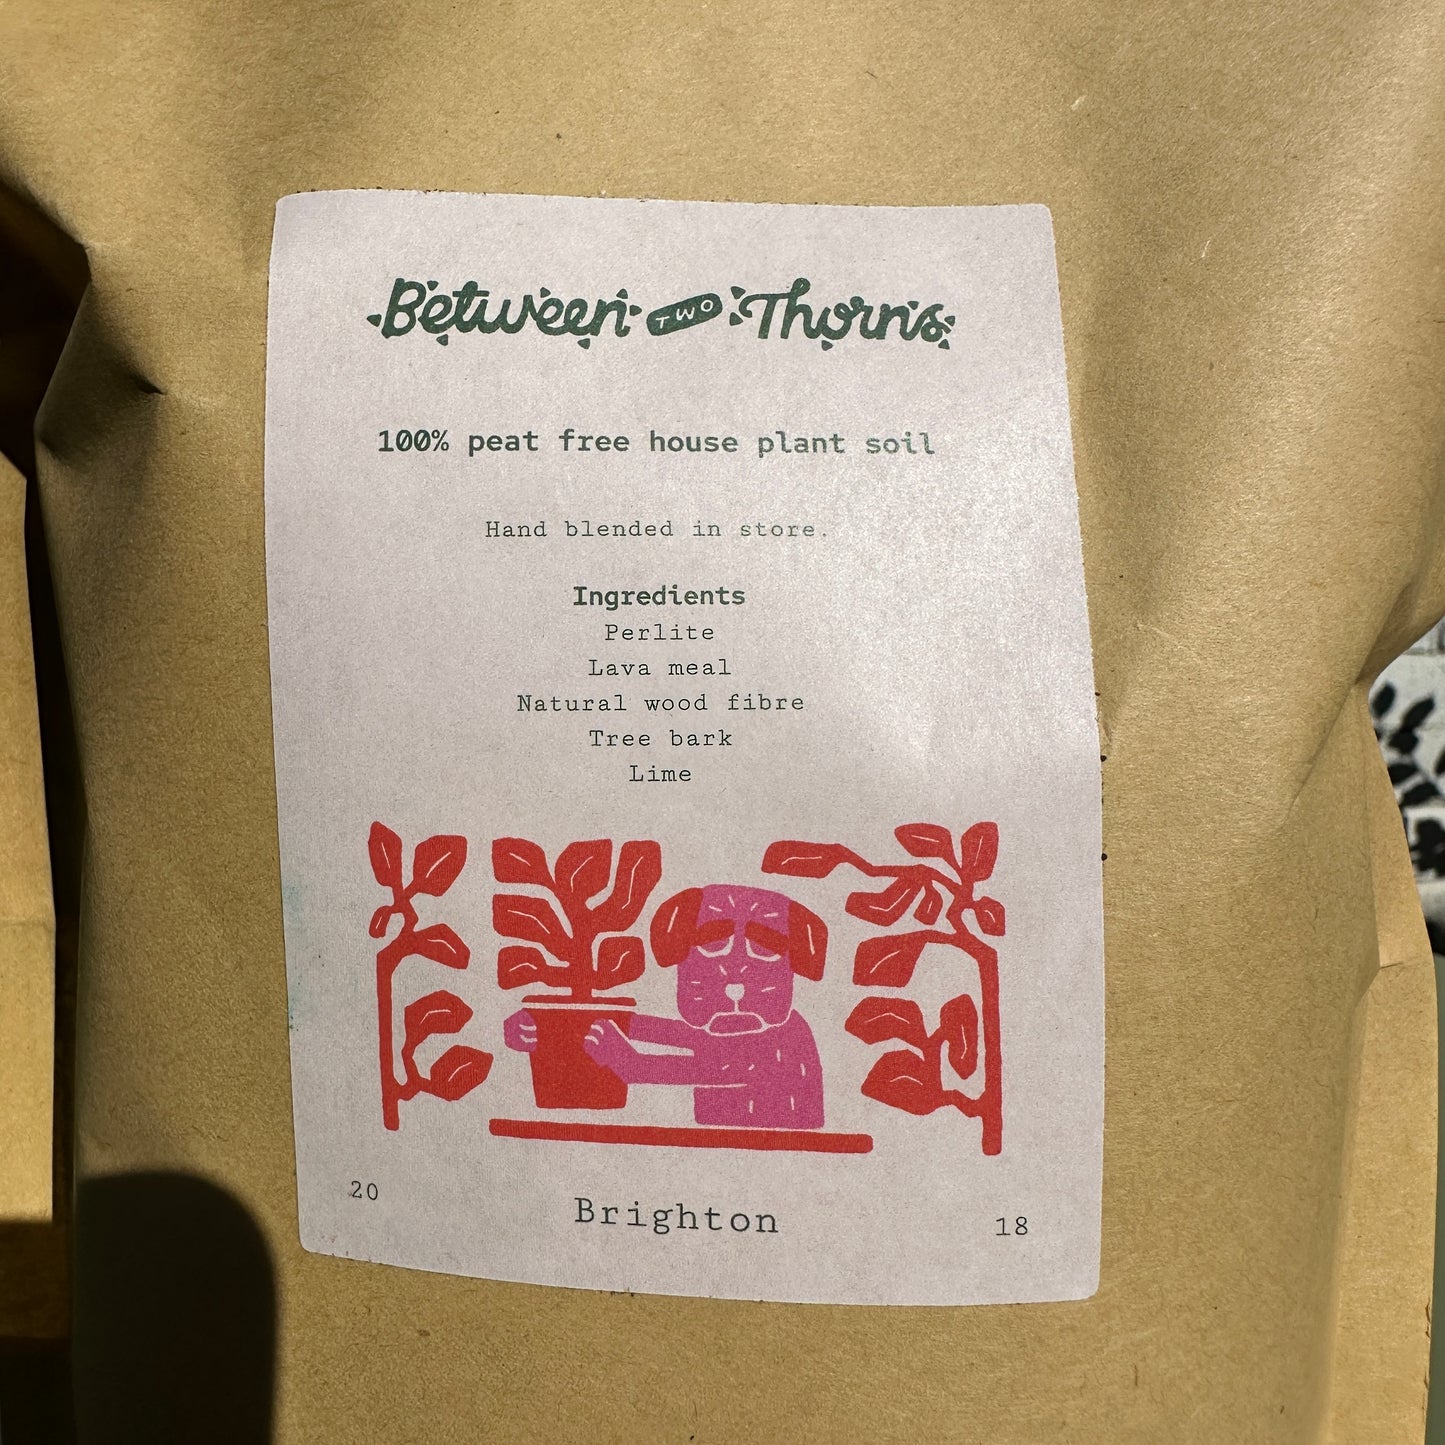 Between TWO Thorns
100% peat free house plant soil
Hand blended in store.
Ingredients
Perlite
Lava meal
Natural wood fibre
Tree bark
Lime
20
Brighton
18